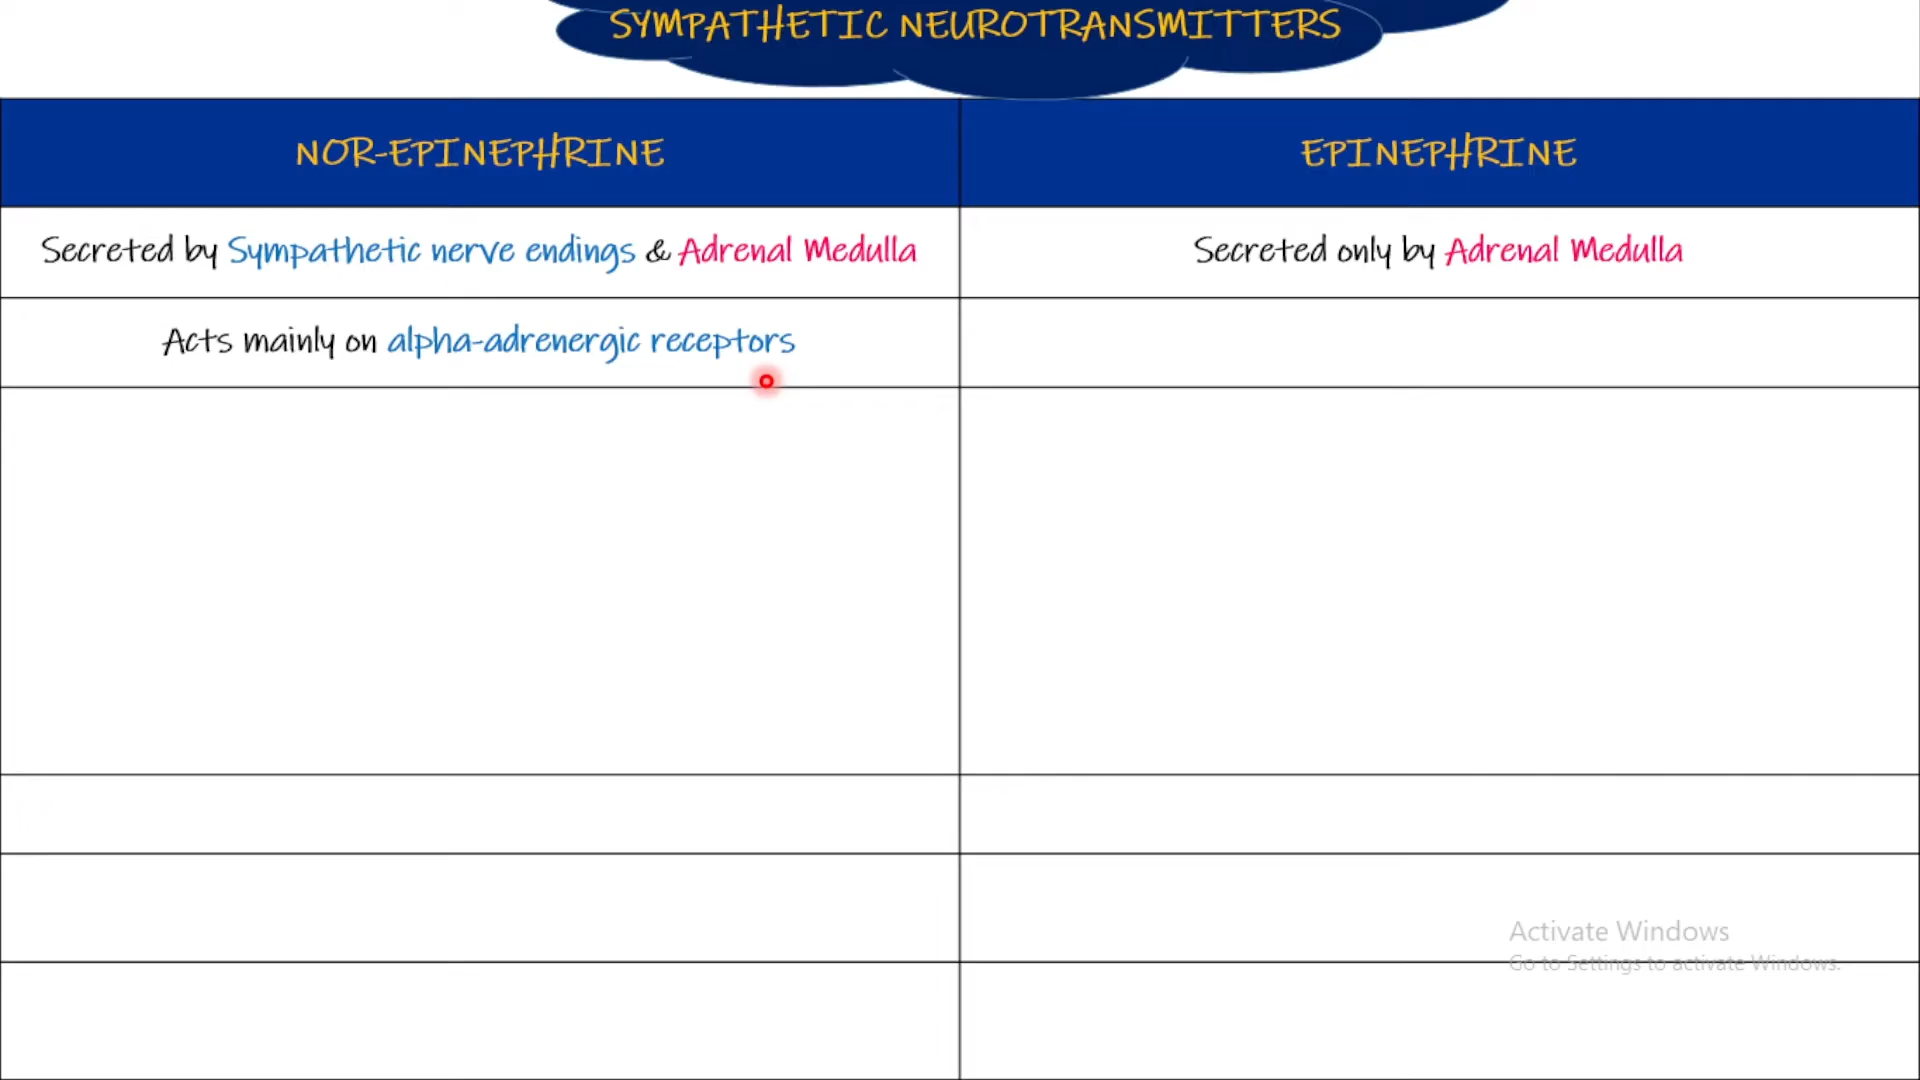 SYMPATHETIC NEUROTRANSMITTERS
NOR-EPINEPHRINE
EPINEPHRINE
Secreted by Sympathetic nerve endings & Adrenal Medulla
Secreted only by Adrenal Medulla
Acts mainly on alpha-adrenergic receptors
Activate Windows
Go to Settings to activate Windows.